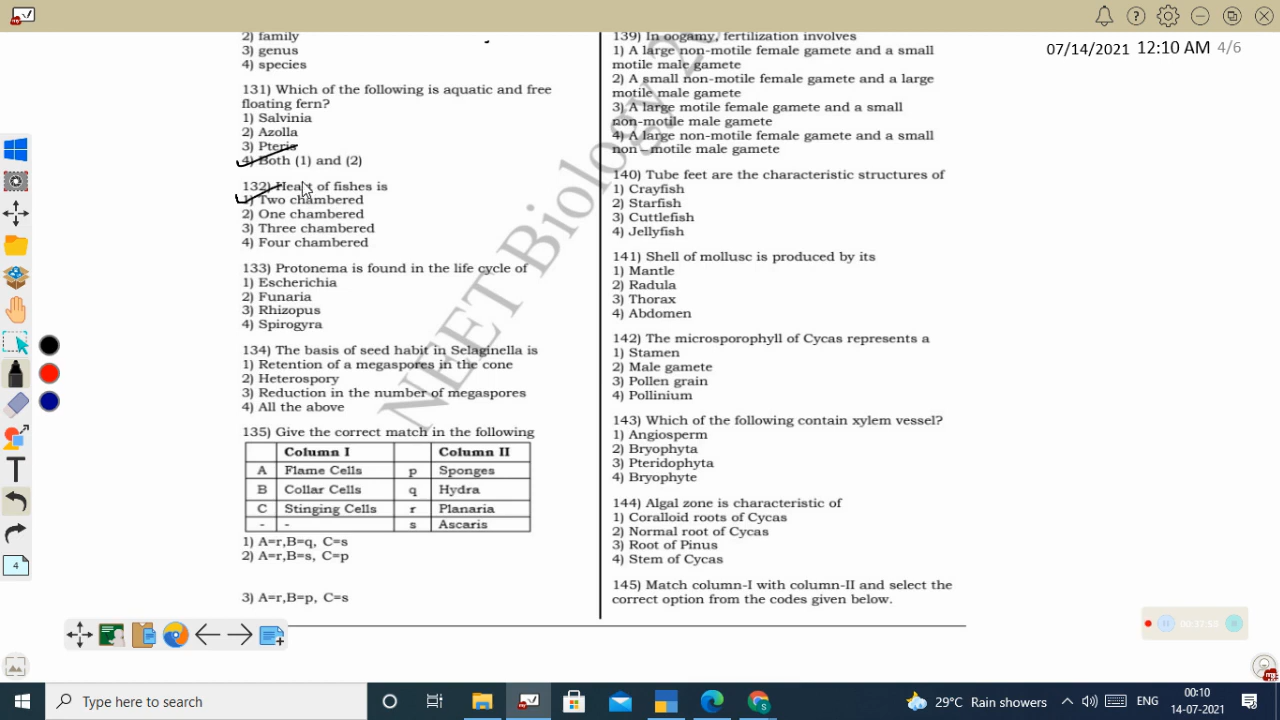 07/14/2021 12:10 AM 4/6
2) family
3) genus
4) species
131) Which of the following is aquatic and free
floating fern?
1) Salvinia
2) Azolla
3) Pteris
4) Both (1) and (2)
132) Heart of fishes is
1) Two chambered
2) One chambered
3) Three chambered
4) Four chambered
133) Protonema is found in the life cycle of
1) Escherichia
2) Funaria
3) Rhizopus
4) Spirogyra
134) The basis of seed habit in Selaginella is
1) Retention of a megaspores in the cone
2) Heterospory
3) Reduction in the number of megaspores
4) All the above
135) Give the correct match in the following
Column I Column II
A Flame Cells p Sponges
B Collar Cells q Hydra
C Stinging Cells r Planaria
- - s Ascaris
1) A=r,B=q, C=s
2) A=r,B=s, C=p
3) A=r,B=p, C=s
139) In oogamy, fertilization involves
1) A large non-motile female gamete and a small
motile male gamete
2) A small non-motile female gamete and a large
motile male gamete
3) A large motile female gamete and a small
non-motile male gamete
4) A large non-motile female gamete and a small
non –motile male gamete
140) Tube feet are the characteristic structures of
1) Crayfish
2) Starfish
3) Cuttlefish
4) Jellyfish
141) Shell of mollusc is produced by its
1) Mantle
2) Radula
3) Thorax
4) Abdomen
142) The microsporophyll of Cycas represents a
1) Stamen
2) Male gamete
3) Pollen grain
4) Pollinium
143) Which of the following contain xylem vessel?
1) Angiosperm
2) Bryophyta
3) Pteridophyta
4) Bryophyte
144) Algal zone is characteristic of
1) Coralloid roots of Cycas
2) Normal root of Cycas
3) Root of Pinus
4) Stem of Cycas
145) Match column-I with column-II and select the
correct option from the codes given below.
NEET Biology 2
4
00:37:58
Type here to search
29°C Rain showers
ENG
00:10
14-07-2021